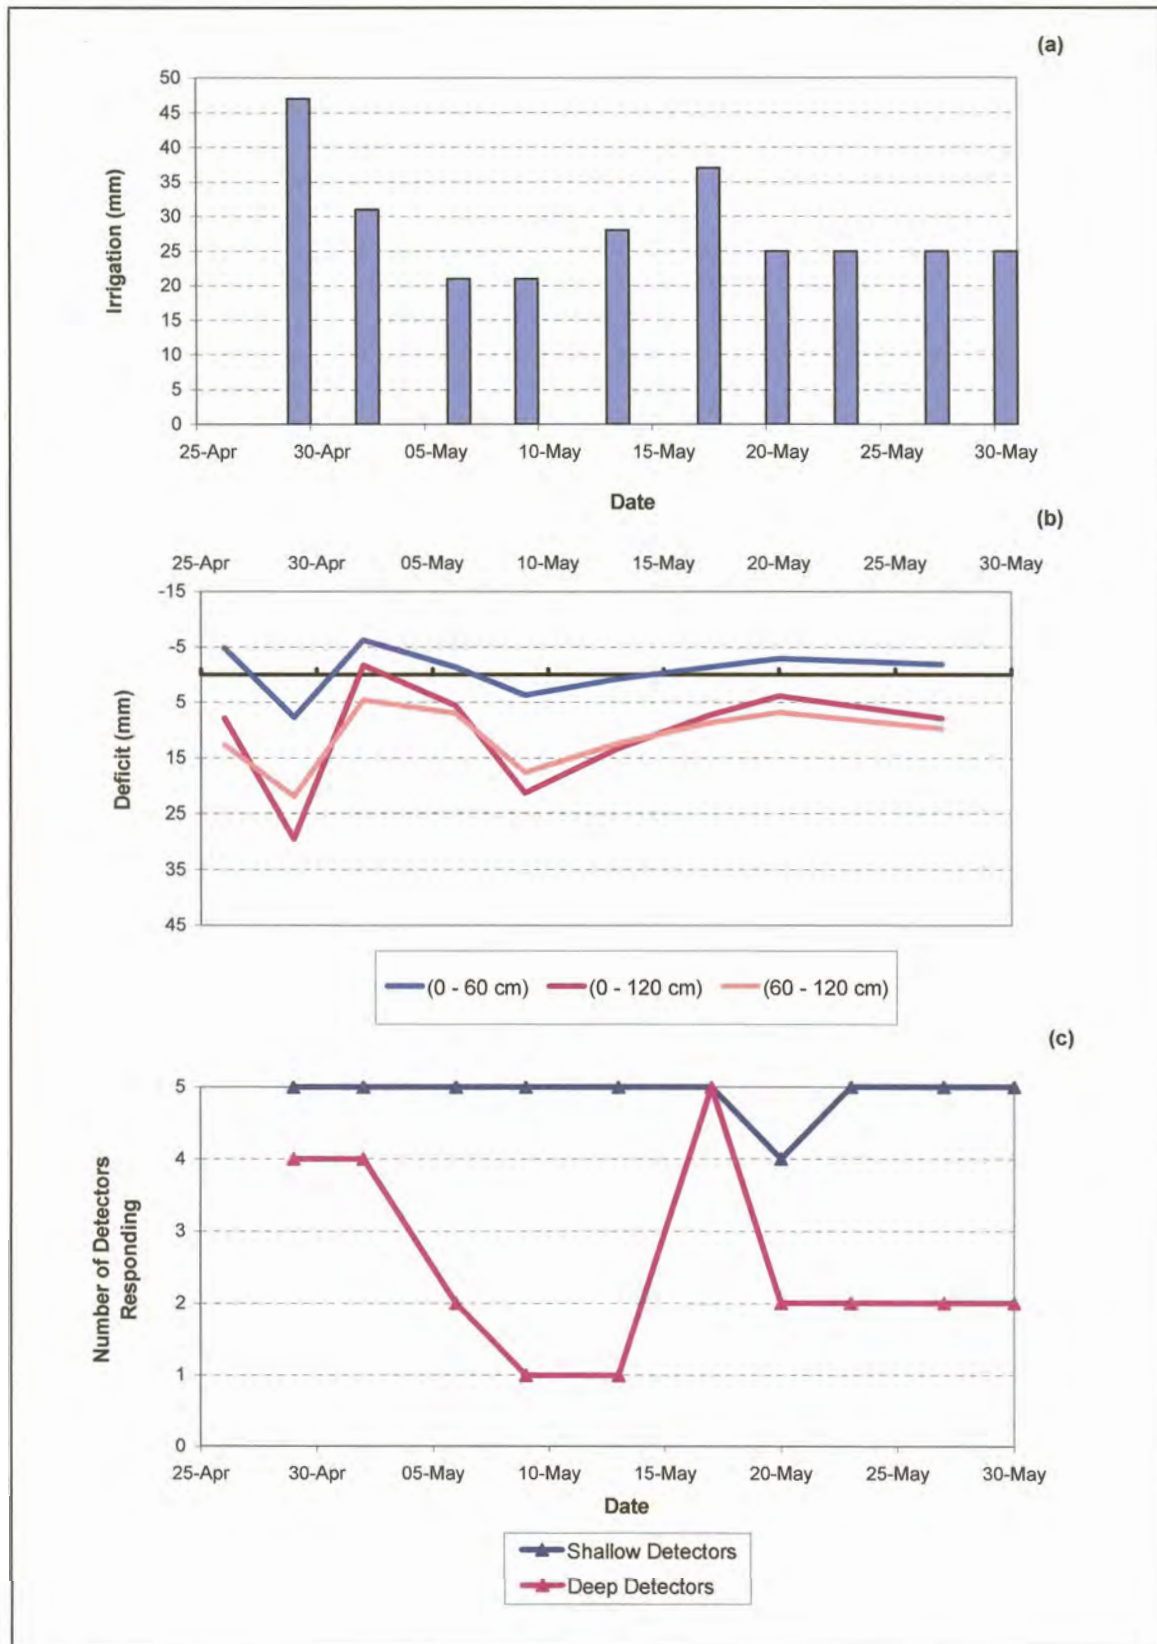 (a)
50
45
40
35
30
25
20
15
10
5
0
Irrigation (mm)
25-Apr 30-Apr 05-May 10-May 15-May 20-May 25-May 30-May
Date
(b)
25-Apr 30-Apr 05-May 10-May 15-May 20-May 25-May 30-May
-15
-5
5
15
25
35
45
Deficit (mm)
(0 - 60 cm) (0 - 120 cm) (60 - 120 cm)
(c)
5
4
3
2
1
0
Number of Detectors
Responding
25-Apr 30-Apr 05-May 10-May 15-May 20-May 25-May 30-May
Date
Shallow Detectors
Deep Detectors